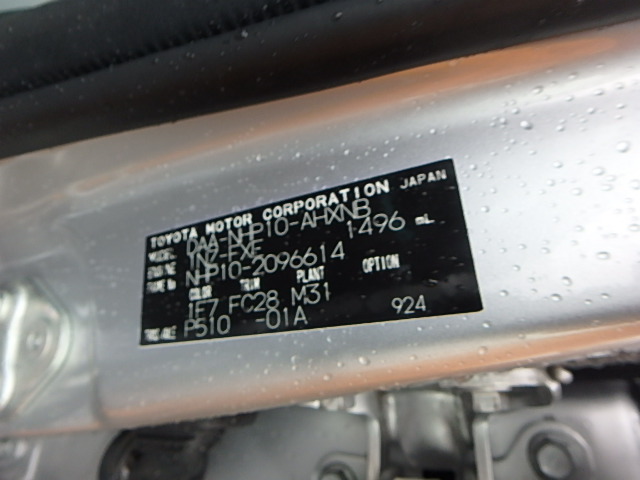 TOYOTA MOTOR CORPORATION JAPAN
MODEL DAA-NHP10-AHXNB
ENGINE 1NZ-FXE 1496 mL
FRAME No NHP10-2096614
COLOR TRIM PLANT OPTION
1E7 FC28 M31
TRANS/AXLE P510 -01A 924